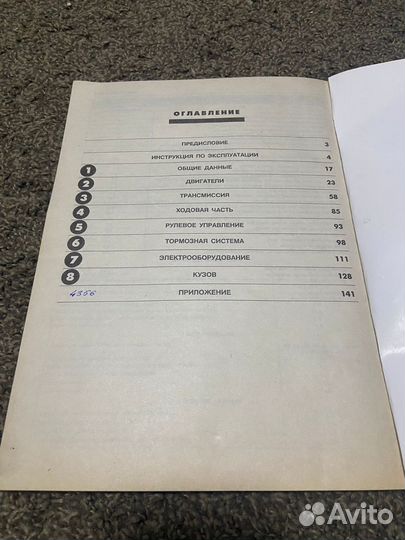 ОГЛАВЛЕНИЕ
ПРЕДИСЛОВИЕ 3
ИНСТРУКЦИЯ ПО ЭКСПЛУАТАЦИИ 4
1 ОБЩИЕ ДАННЫЕ 17
2 ДВИГАТЕЛИ 23
3 ТРАНСМИССИЯ 58
4 ХОДОВАЯ ЧАСТЬ 85
5 РУЛЕВОЕ УПРАВЛЕНИЕ 93
6 ТОРМОЗНАЯ СИСТЕМА 98
7 ЭЛЕКТРООБОРУДОВАНИЕ 111
8 КУЗОВ 128
4356 ПРИЛОЖЕНИЕ 141
Avito